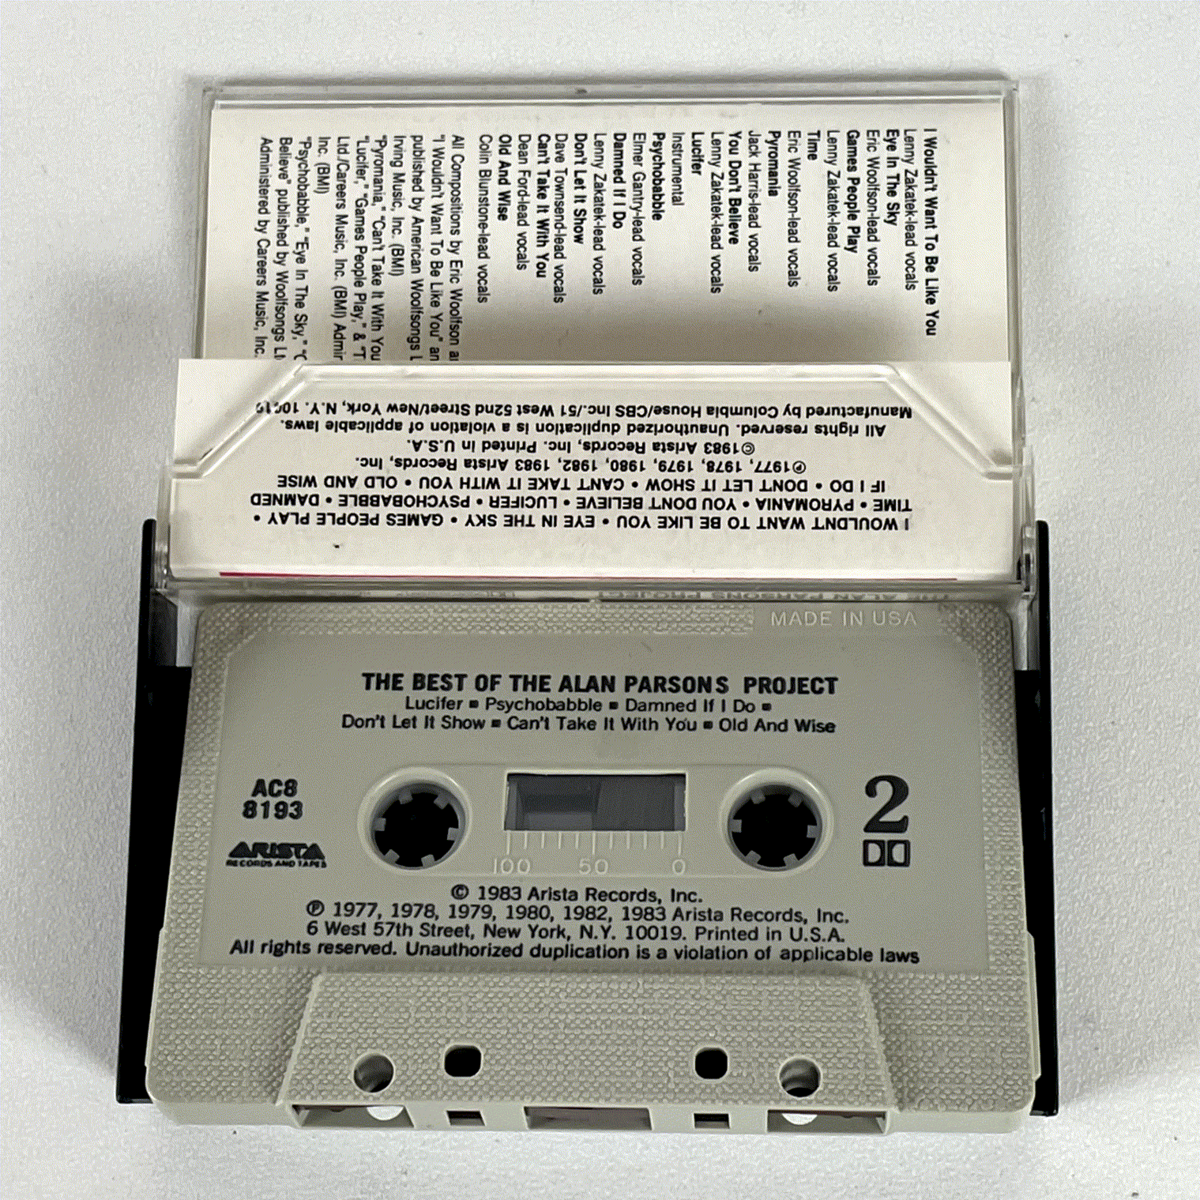 I Wouldn't Want To Be Like You
Lenny Zakatek-lead vocals
Eye In The Sky
Eric Woolfson-lead vocals
Games People Play
Lenny Zakatek-lead vocals
Time
Eric Woolfson-lead vocals
Pyromania
Jack Harris-lead vocals
You Don't Believe
Lenny Zakatek-lead vocals
Lucifer
Instrumental
Psychobabble
Elmer Gantry-lead vocals
Damned If I Do
Lenny Zakatek-lead vocals
Don't Let It Show
Dave Townsend-lead vocals
Can't Take It With You
Dean Ford-lead vocals
Old And Wise
Colin Blunstone-lead vocals
All Compositions by Eric Woolfson
"I Wouldn't Want To Be Like You"
published by American Woolfsongs
Irving Music, Inc. (BMI)
"Pyromania," "Can't Take It With You
"Lucifer," "Games People Play," &
Ltd./Careers Music, Inc. (BMI)
Inc. (BMI)
"Psychobabble," "Eye In The Sky,"
Believe" published by Woolfsongs
Administered by Careers Music, Inc.
I WOULDN'T WANT TO BE LIKE YOU • EYE IN THE SKY • GAMES PEOPLE PLAY •
TIME • PYROMANIA • YOU DON'T BELIEVE • LUCIFER • PSYCHOBABBLE • DAMNED
IF I DO • DON'T LET IT SHOW • CAN'T TAKE IT WITH YOU • OLD AND WISE
℗1977, 1978, 1979, 1980, 1982, 1983 Arista Records, Inc.
©1983 Arista Records, Inc. Printed in U.S.A.
All rights reserved. Unauthorized duplication is a violation of applicable laws.
Manufactured by Columbia House/CBS Inc./51 West 52nd Street/New York, N.Y. 10019
THE ALAN PARSONS PROJECT
MADE IN USA
THE BEST OF THE ALAN PARSONS PROJECT
Lucifer ▪ Psychobabble ▪ Damned If I Do ▪
Don't Let It Show ▪ Can't Take It With You ▪ Old And Wise
AC8
8193
ARISTA
RECORDS AND TAPES
2
100 50 0
© 1983 Arista Records, Inc.
℗ 1977, 1978, 1979, 1980, 1982, 1983 Arista Records, Inc.
6 West 57th Street, New York, N.Y. 10019. Printed in U.S.A.
All rights reserved. Unauthorized duplication is a violation of applicable laws